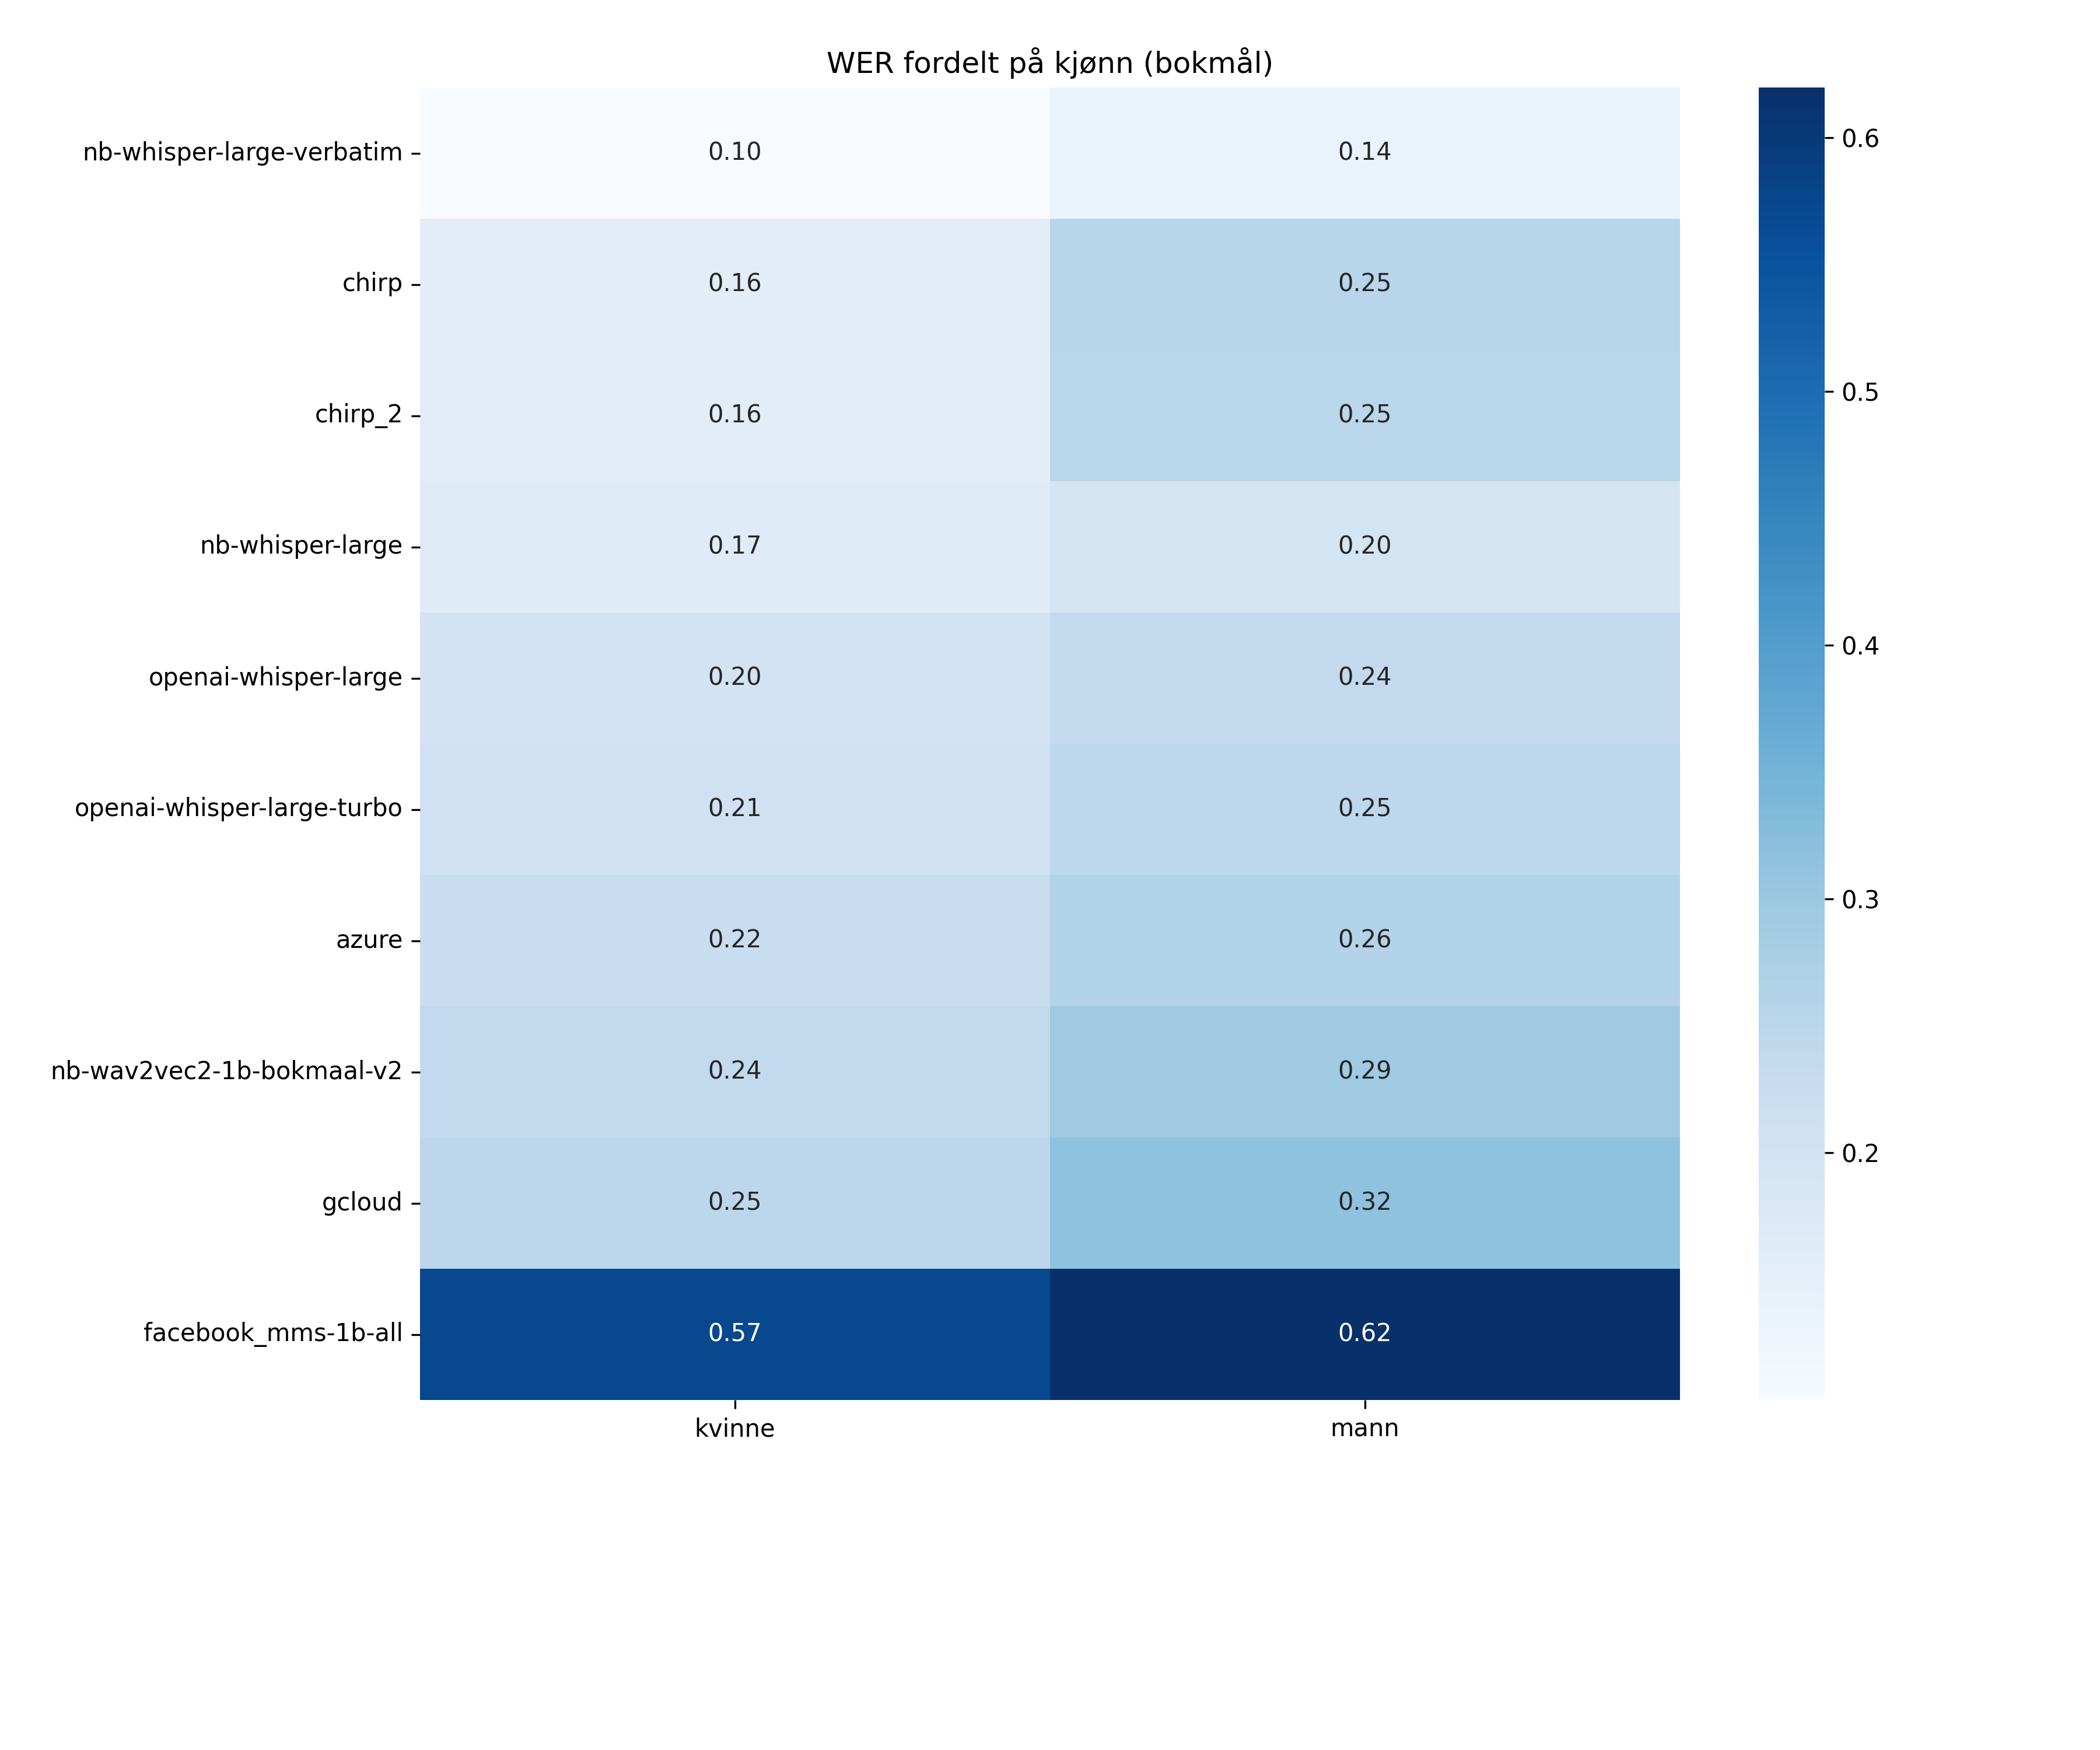 WER fordelt på kjønn (bokmål)
nb-whisper-large-verbatim 0.10 0.14
chirp 0.16 0.25
chirp_2 0.16 0.25
nb-whisper-large 0.17 0.20
openai-whisper-large 0.20 0.24
openai-whisper-large-turbo 0.21 0.25
azure 0.22 0.26
nb-wav2vec2-1b-bokmaal-v2 0.24 0.29
gcloud 0.25 0.32
facebook_mms-1b-all 0.57 0.62
kvinne mann
0.6
0.5
0.4
0.3
0.2